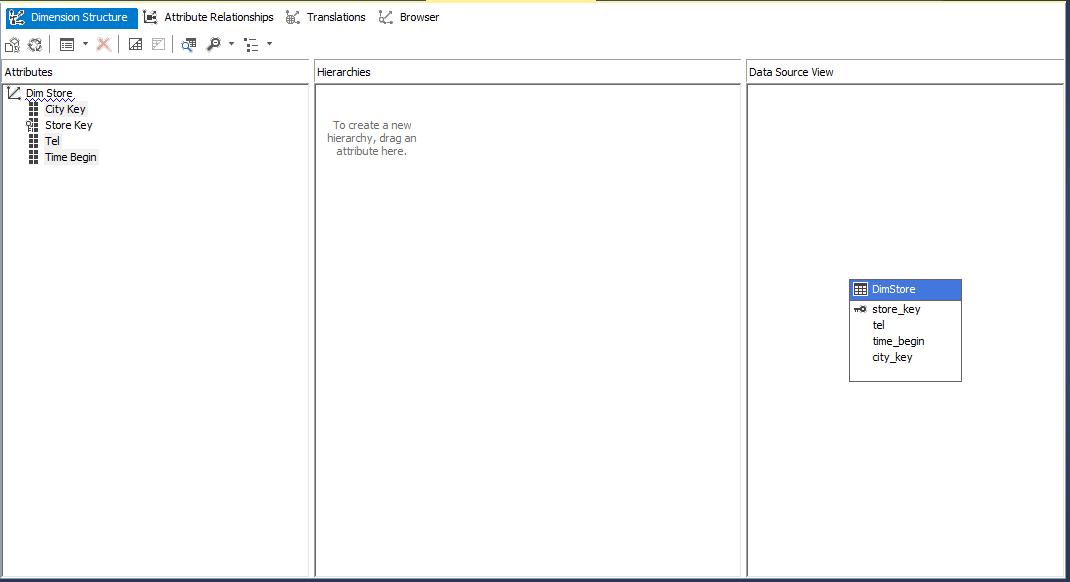 Dimension Structure Attribute Relationships Translations Browser
Attributes
Dim Store
City Key
Store Key
Tel
Time Begin
Hierarchies
To create a new
hierarchy, drag an
attribute here.
Data Source View
DimStore
store_key
tel
time_begin
city_key